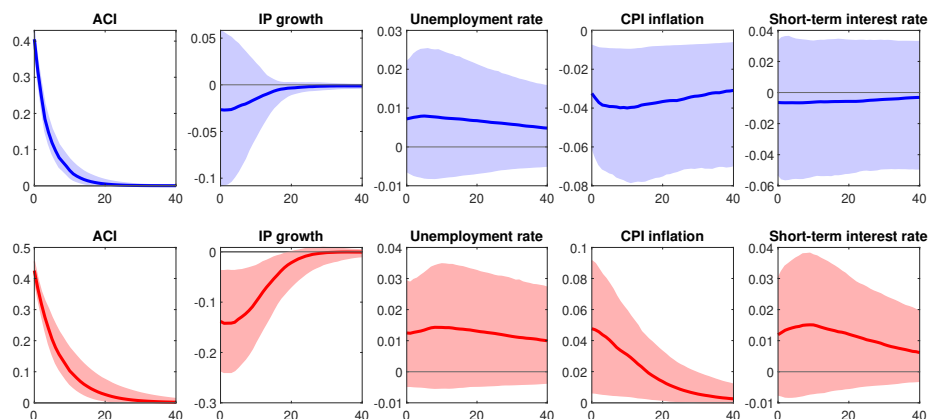 ACI
IP growth
Unemployment rate
CPI inflation
Short-term interest rate
0.4
0.3
0.2
0.1
0
0 20 40
0.05
0
-0.05
-0.1
0 20 40
0.03
0.02
0.01
0
-0.01
0 20 40
0
-0.02
-0.04
-0.06
-0.08
0 20 40
0.04
0.02
0
-0.02
-0.04
-0.06
0 20 40
ACI
IP growth
Unemployment rate
CPI inflation
Short-term interest rate
0.5
0.4
0.3
0.2
0.1
0
0 20 40
0
-0.1
-0.2
-0.3
0 20 40
0.04
0.03
0.02
0.01
0
-0.01
0 20 40
0.1
0.08
0.06
0.04
0.02
0
0 20 40
0.04
0.03
0.02
0.01
0
-0.01
0 20 40